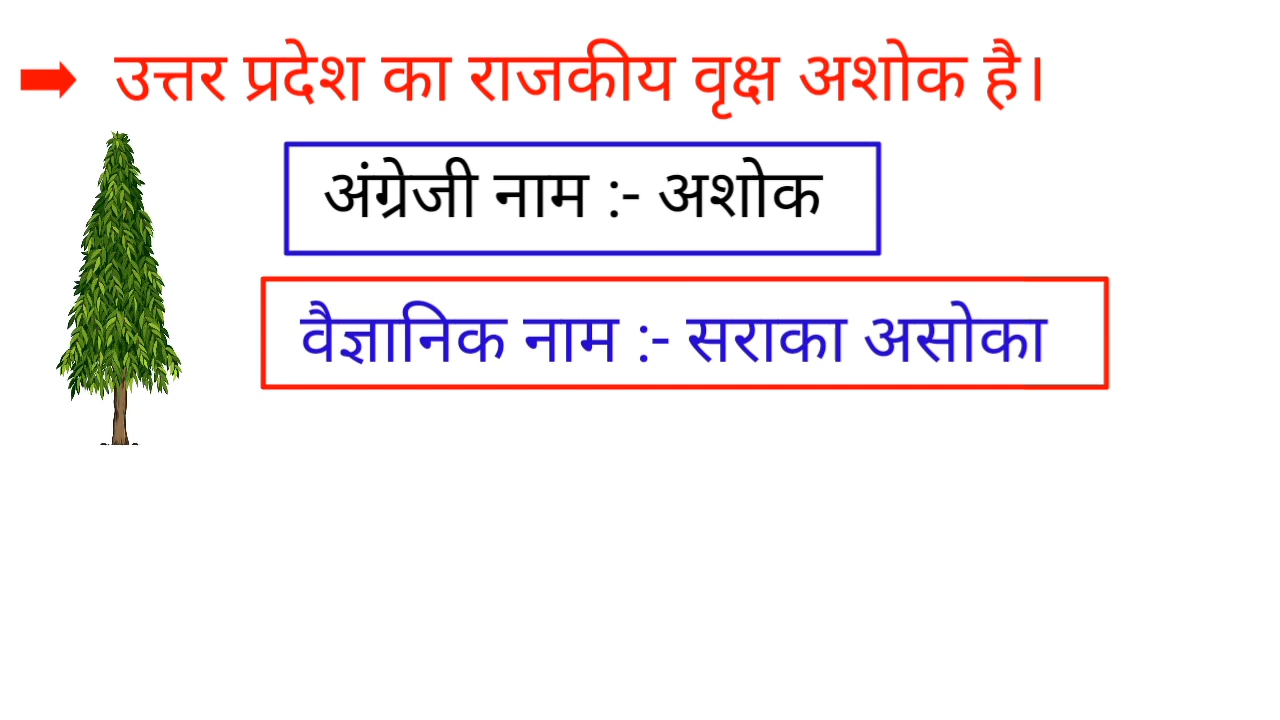 ➡ उत्तर प्रदेश का राजकीय वृक्ष अशोक है।
अंग्रेजी नाम :- अशोक
वैज्ञानिक नाम :- सराका असोका